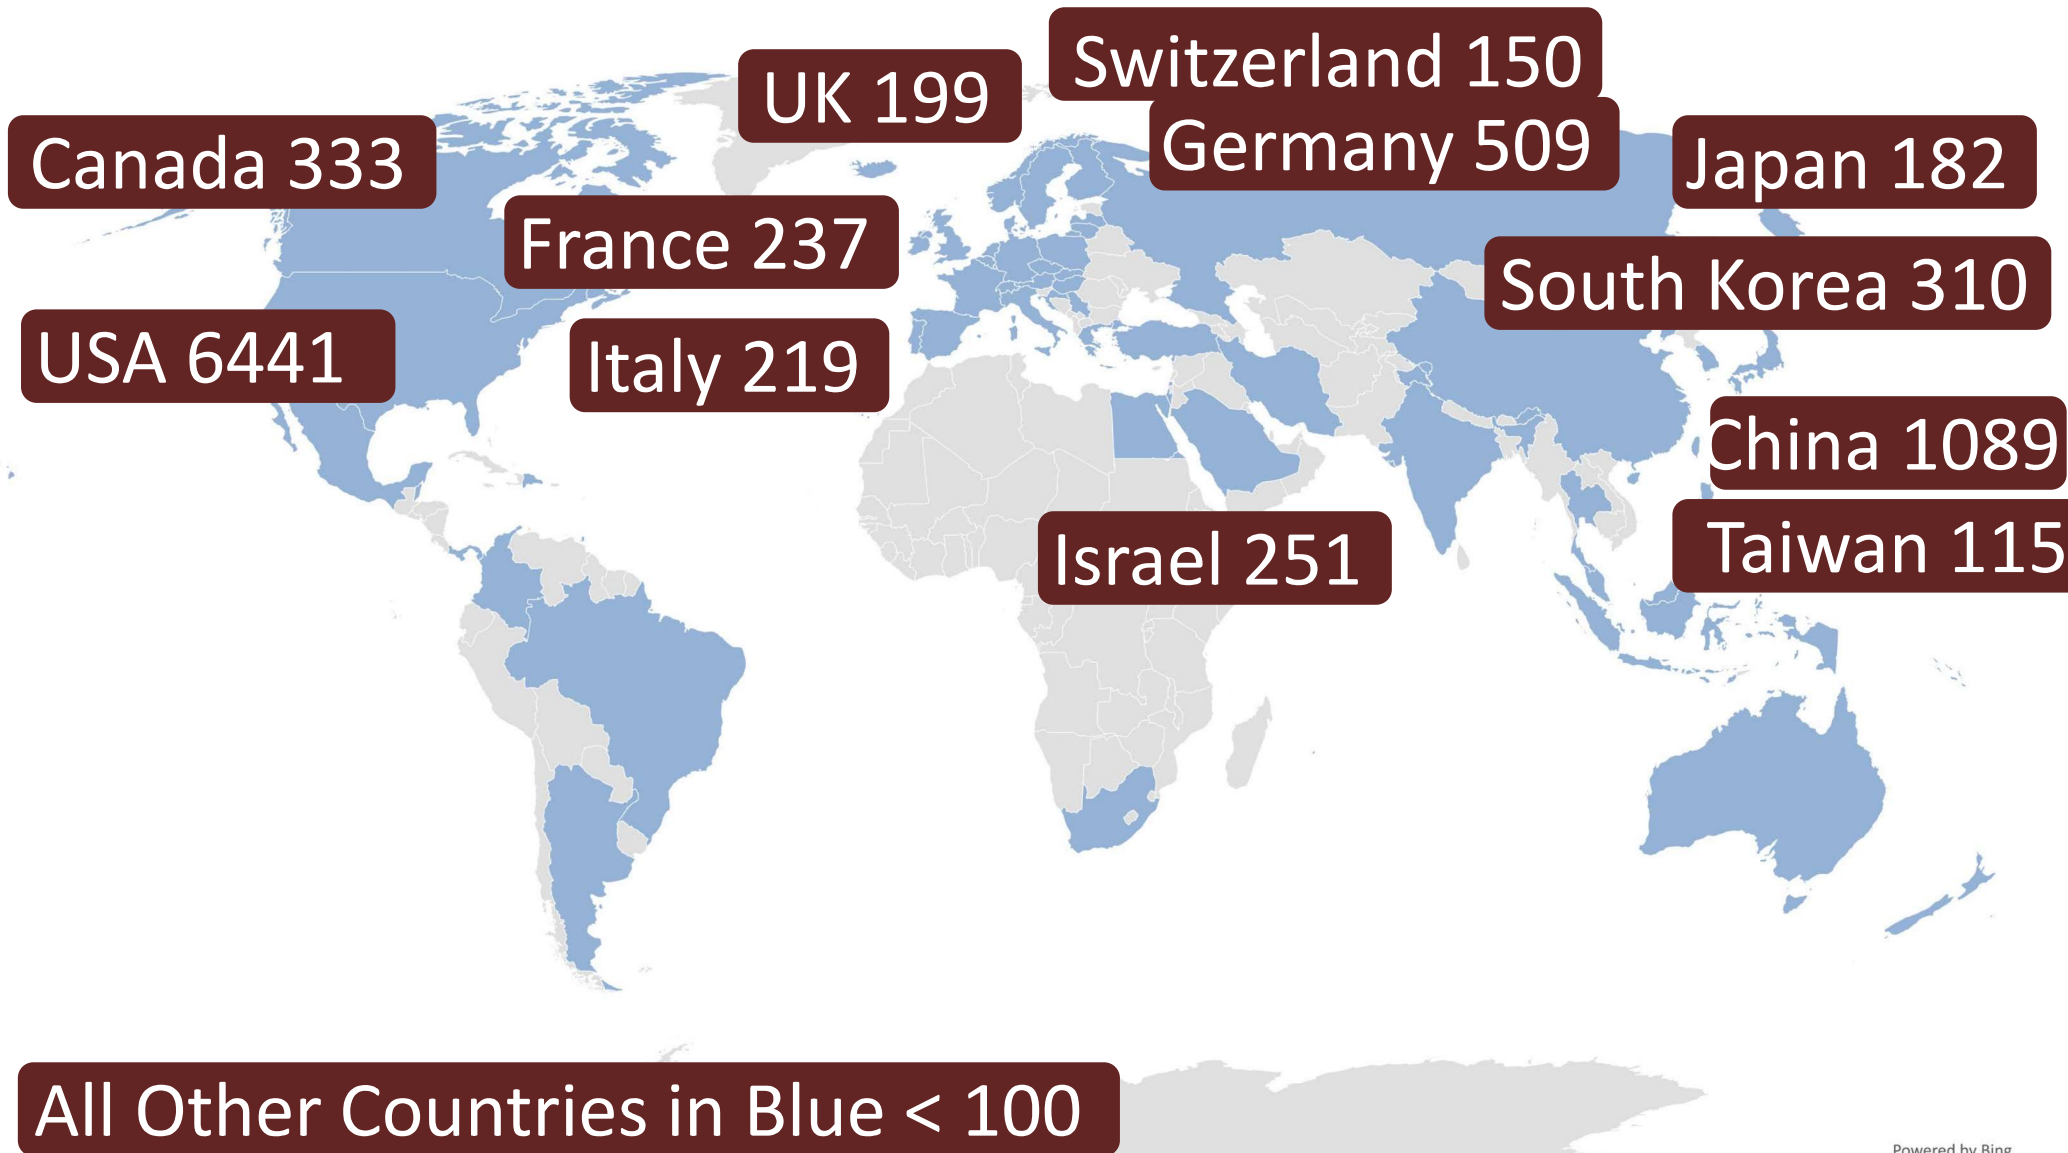 Switzerland 150
UK 199
Germany 509
Canada 333
Japan 182
France 237
South Korea 310
USA 6441
Italy 219
China 1089
Taiwan 115
Israel 251
All Other Countries in Blue < 100
Powered by Bing